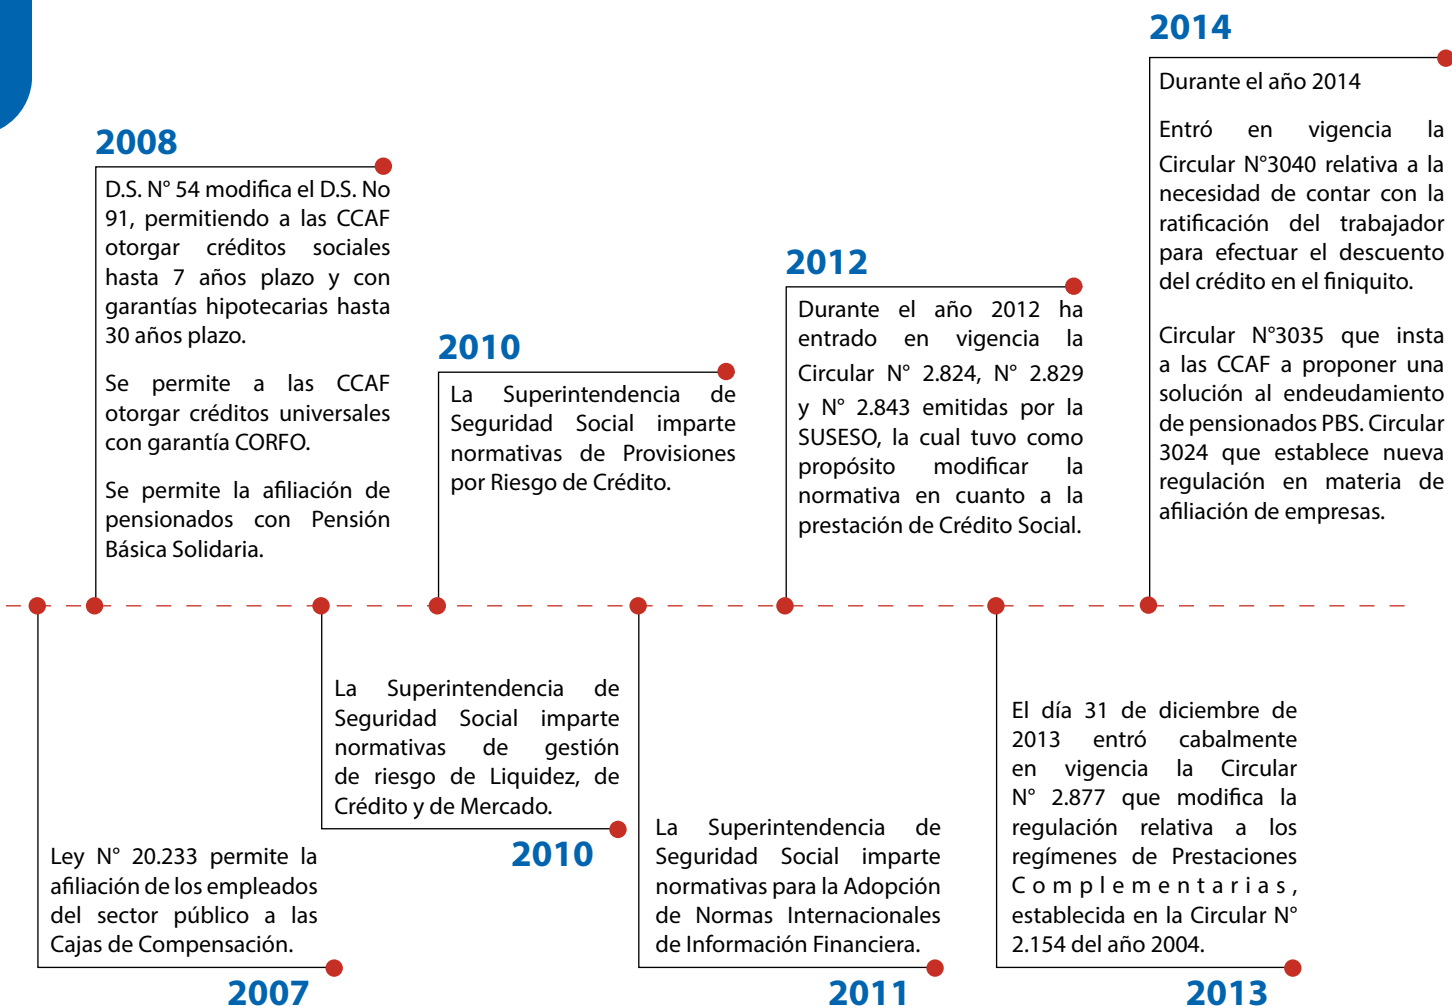 2008
D.S. N° 54 modifica el D.S. No
91, permitiendo a las CCAF
otorgar créditos sociales
hasta 7 años plazo y con
garantías hipotecarias hasta
30 años plazo.
Se permite a las CCAF
otorgar créditos universales
con garantía CORFO.
Se permite la afiliación de
pensionados con Pensión
Básica Solidaria.
2010
La Superintendencia de
Seguridad Social imparte
normativas de Provisiones
por Riesgo de Crédito.
2012
Durante el año 2012 ha
entrado en vigencia la
Circular N° 2.824, N° 2.829
y N° 2.843 emitidas por la
SUSESO, la cual tuvo como
propósito modificar la
normativa en cuanto a la
prestación de Crédito Social.
2014
Durante el año 2014
Entró en vigencia la
Circular N°3040 relativa a la
necesidad de contar con la
ratificación del trabajador
para efectuar el descuento
del crédito en el finiquito.
Circular N°3035 que insta
a las CCAF a proponer una
solución al endeudamiento
de pensionados PBS. Circular
3024 que establece nueva
regulación en materia de
afiliación de empresas.
Ley N° 20.233 permite la
afiliación de los empleados
del sector público a las
Cajas de Compensación.
2007
La Superintendencia de
Seguridad Social imparte
normativas de gestión
de riesgo de Liquidez, de
Crédito y de Mercado.
2010
La Superintendencia de
Seguridad Social imparte
normativas para la Adopción
de Normas Internacionales
de Información Financiera.
2011
El día 31 de diciembre de
2013 entró cabalmente
en vigencia la Circular
N° 2.877 que modifica la
regulación relativa a los
regímenes de Prestaciones
Complementarias,
establecida en la Circular N°
2.154 del año 2004.
2013